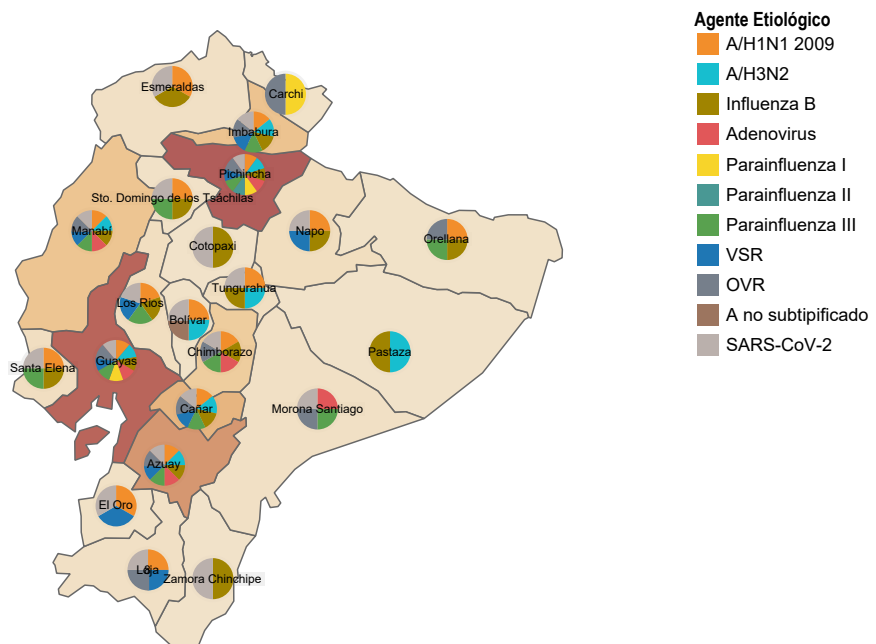 Agente Etiológico
A/H1N1 2009
A/H3N2
Influenza B
Adenovirus
Parainfluenza I
Parainfluenza II
Parainfluenza III
VSR
OVR
A no subtipificado
SARS-CoV-2
Esmeraldas
Carchi
Imbabura
Pichincha
Sto. Domingo de los Tsáchilas
Manabí
Napo
Orellana
Cotopaxi
Tungurahua
Los Rios
Bolívar
Chimborazo
Pastaza
Guayas
Santa Elena
Cañar
Morona Santiago
Azuay
El Oro
Loja
Zamora Chinchipe